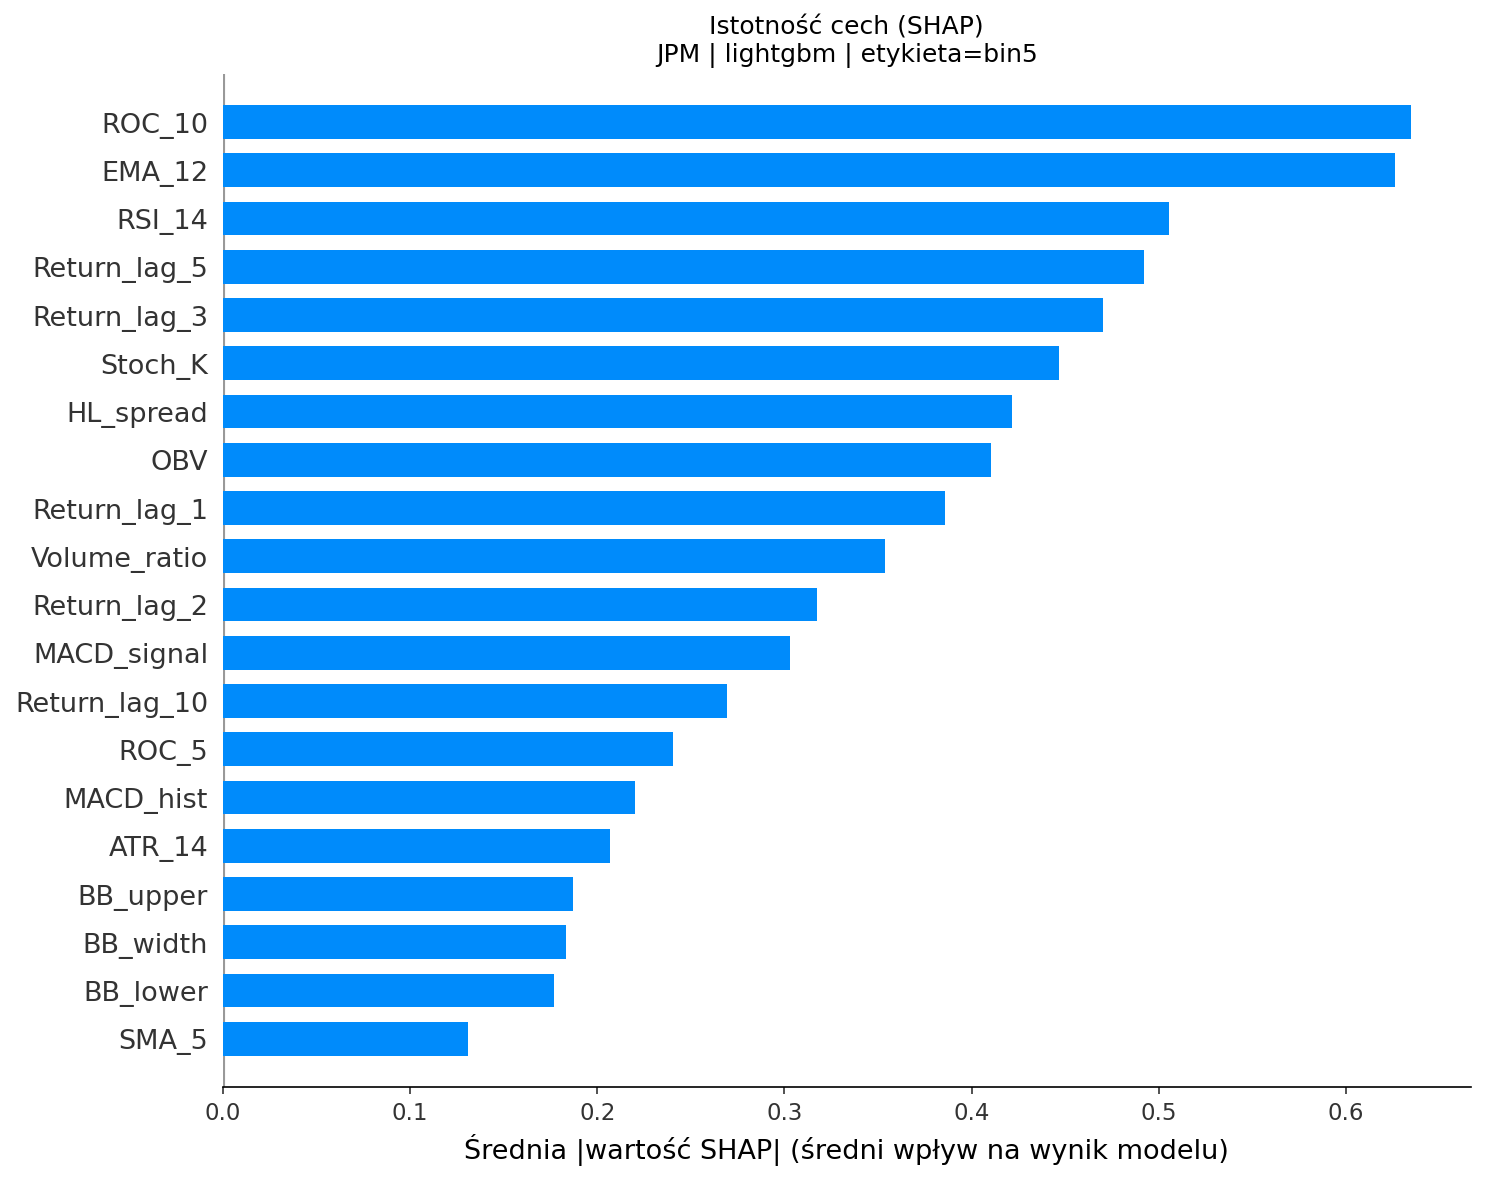 Istotność cech (SHAP)
JPM | lightgbm | etykieta=bin5
ROC_10
EMA_12
RSI_14
Return_lag_5
Return_lag_3
Stoch_K
HL_spread
OBV
Return_lag_1
Volume_ratio
Return_lag_2
MACD_signal
Return_lag_10
ROC_5
MACD_hist
ATR_14
BB_upper
BB_width
BB_lower
SMA_5
0.0 0.1 0.2 0.3 0.4 0.5 0.6
Średnia |wartość SHAP| (średni wpływ na wynik modelu)